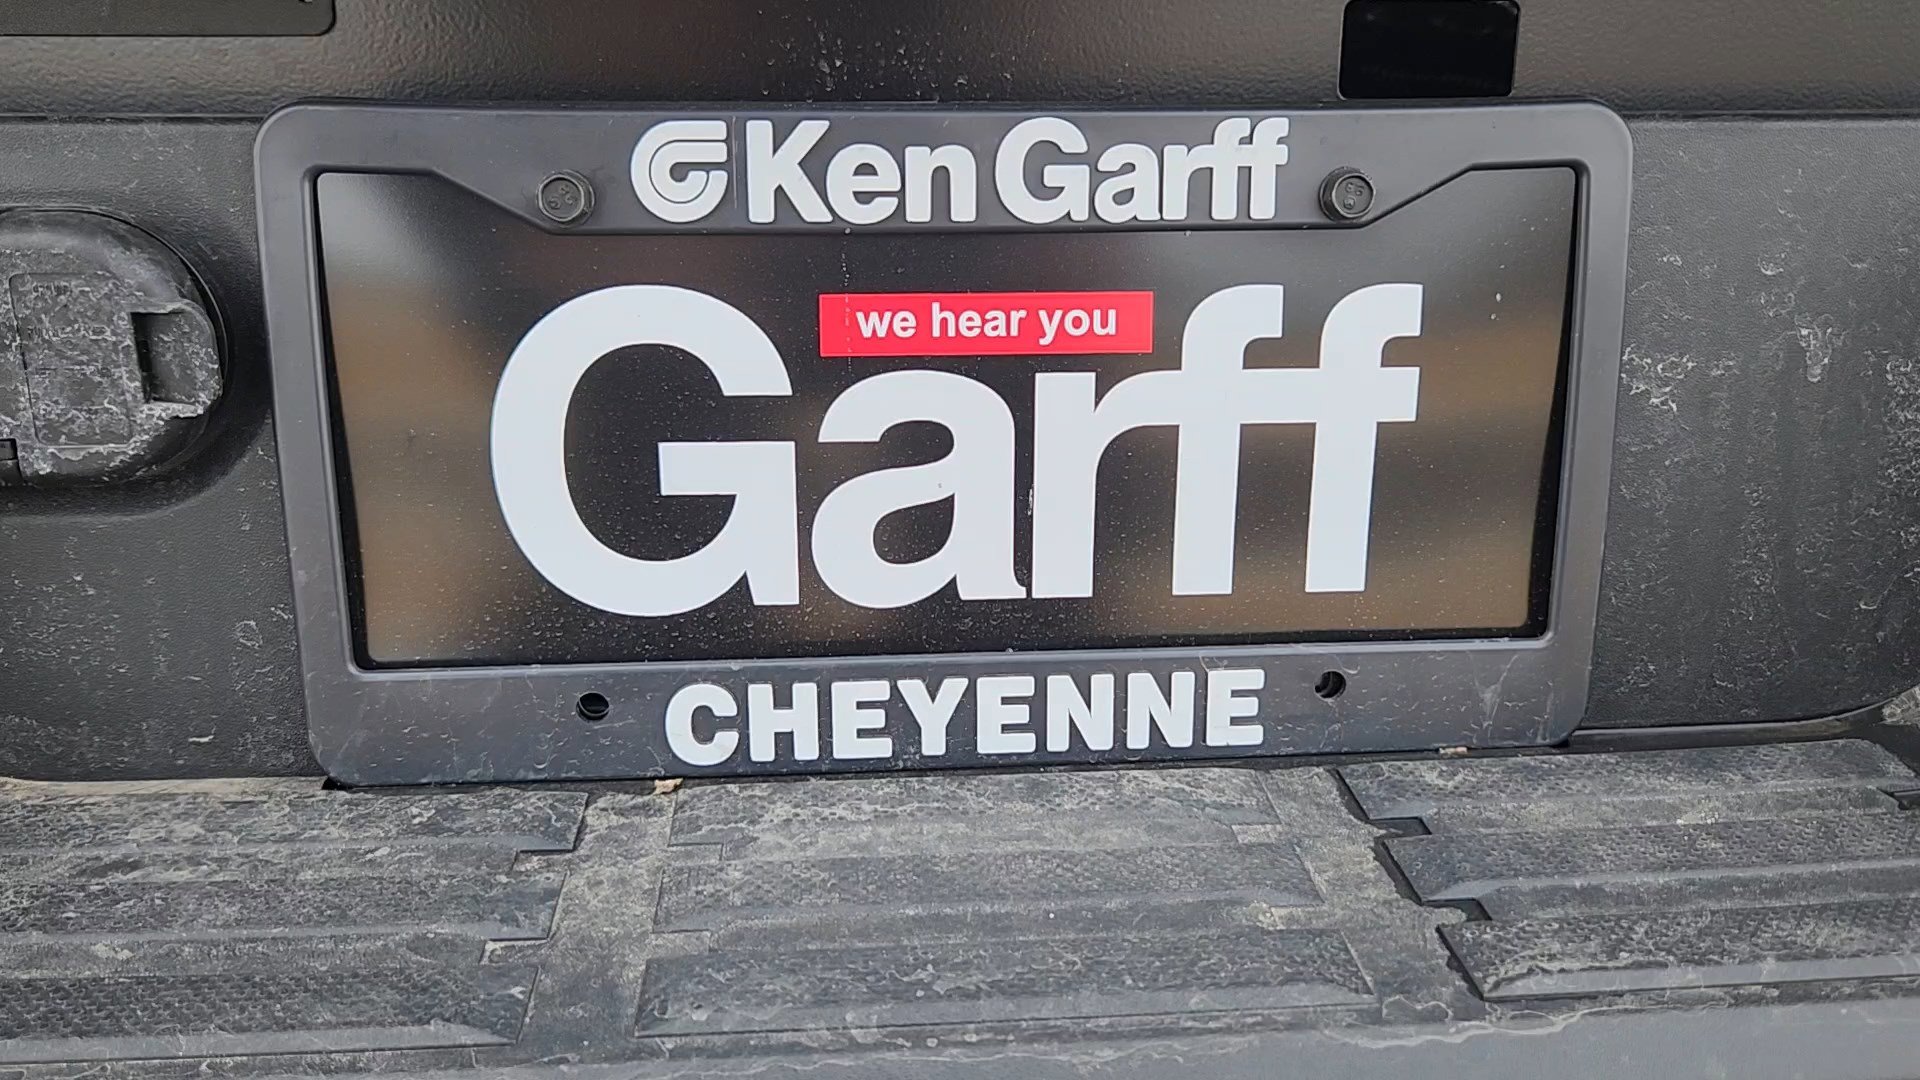 Ken Garff
we hear you
Garff
CHEYENNE